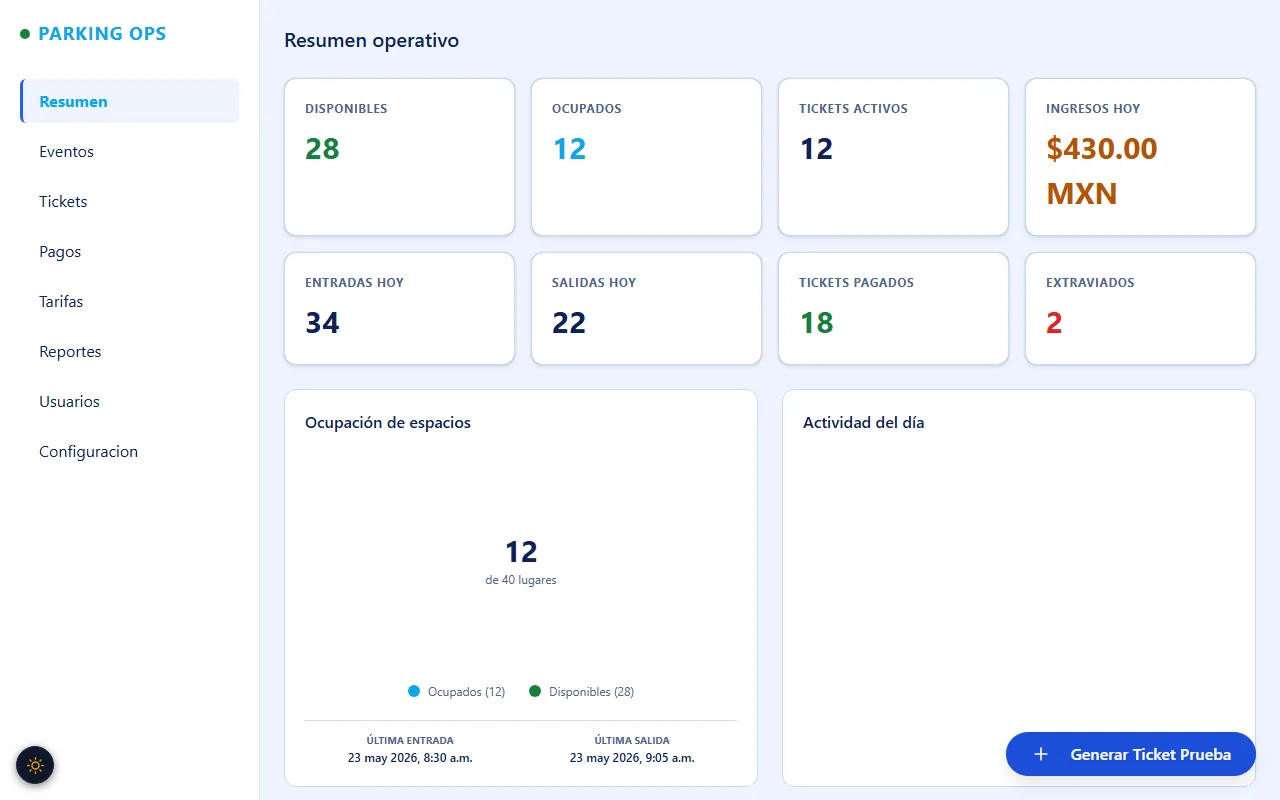 PARKING OPS
Resumen
Eventos
Tickets
Pagos
Tarifas
Reportes
Usuarios
Configuracion
Resumen operativo
DISPONIBLES
28
OCUPADOS
12
TICKETS ACTIVOS
12
INGRESOS HOY
$430.00
MXN
ENTRADAS HOY
34
SALIDAS HOY
22
TICKETS PAGADOS
18
EXTRAVIADOS
2
Ocupación de espacios
12
de 40 lugares
Ocupados (12)
Disponibles (28)
ÚLTIMA ENTRADA
23 may 2026, 8:30 a.m.
ÚLTIMA SALIDA
23 may 2026, 9:05 a.m.
Actividad del día
+ Generar Ticket Prueba